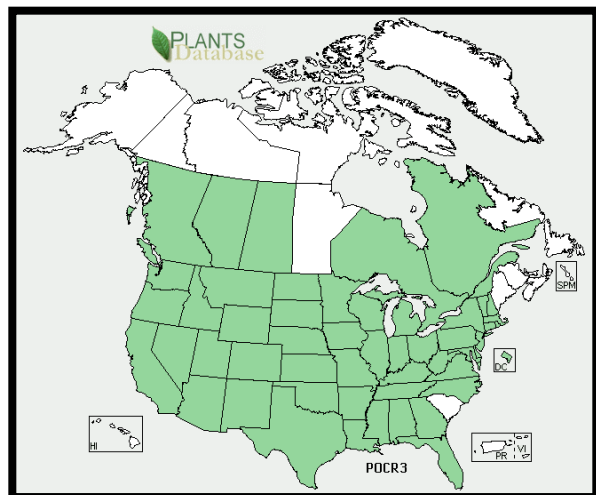 PLANTS
Database
SPM
DC
HI
PR
VI
POCR3